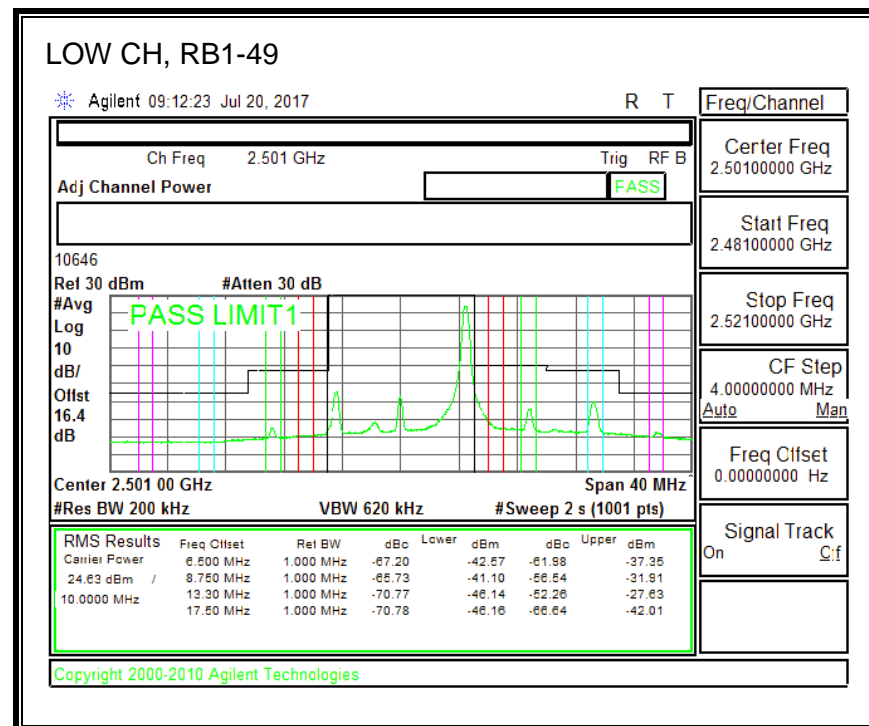 LOW CH, RB1-49
Agilent 09:12:23 Jul 20, 2017 R T
Freq/Channel
Ch Freq 2.501 GHz Trig RF B
Adj Channel Power FASS
Center Freq
2.50100000 GHz
Start Freq
2.48100000 GHz
Stop Freq
2.52100000 GHz
CF Step
4.00000000 MHz
Auto Man
Freq Offset
0.00000000 Hz
Signal Track
On Off
10646
Ref 30 dBm #Atten 30 dB
#Avg
Log
10
dB/
Offst
16.4
dB
PASS LIMIT1
Center 2.501 00 GHz Span 40 MHz
#Res BW 200 kHz VBW 620 kHz #Sweep 2 s (1001 pts)
RMS Results Freq Offset Ref BW dBc Lower dBm dBc Upper dBm
Carrier Power 6.500 MHz 1.000 MHz -67.20 -42.57 -61.98 -37.35
24.63 dBm / 8.750 MHz 1.000 MHz -65.73 -41.10 -56.54 -31.91
10.0000 MHz 13.30 MHz 1.000 MHz -70.77 -46.14 -52.26 -27.63
17.50 MHz 1.000 MHz -70.78 -46.16 -66.64 -42.01
Copyright 2000-2010 Agilent Technologies